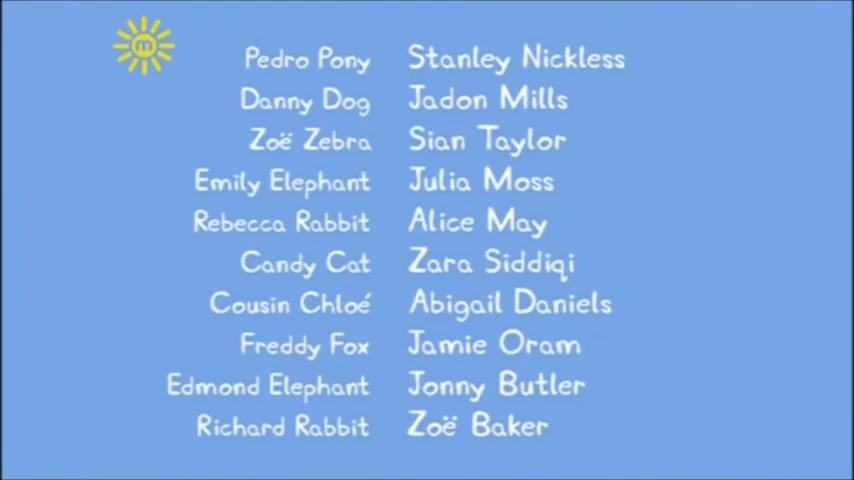 m
Pedro Pony Stanley Nickless
Danny Dog Jadon Mills
Zoë Zebra Sian Taylor
Emily Elephant Julia Moss
Rebecca Rabbit Alice May
Candy Cat Zara Siddiqi
Cousin Chloé Abigail Daniels
Freddy Fox Jamie Oram
Edmond Elephant Jonny Butler
Richard Rabbit Zoë Baker